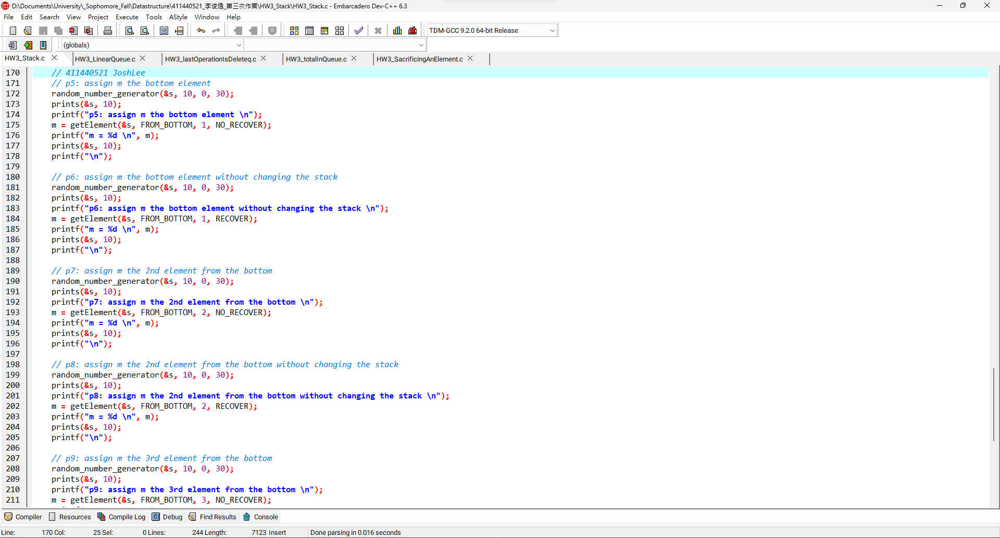 D:\Documents\University\_Sophomore_Fall\Datastructure\411440521_李俊逸_第三次作業\HW3_Stack\HW3_Stack.c - Embarcadero Dev-C++ 6.3
File Edit Search View Project Execute Tools AStyle Window Help
TDM-GCC 9.2.0 64-bit Release
(globals)
HW3_Stack.c HW3_LinearQueue.c HW3_lastOperationIsDeleteq.c HW3_totalInQueue.c HW3_SacrificingAnElement.c
170 // 411440521 JoshLee
171 // p5: assign m the bottom element
172 random_number_generator(&s, 10, 0, 30);
173 prints(&s, 10);
174 printf("p5: assign m the bottom element \n");
175 m = getElement(&s, FROM_BOTTOM, 1, NO_RECOVER);
176 printf("m = %d \n", m);
177 prints(&s, 10);
178 printf("\n");
179
180 // p6: assign m the bottom element without changing the stack
181 random_number_generator(&s, 10, 0, 30);
182 prints(&s, 10);
183 printf("p6: assign m the bottom element without changing the stack \n");
184 m = getElement(&s, FROM_BOTTOM, 1, RECOVER);
185 printf("m = %d \n", m);
186 prints(&s, 10);
187 printf("\n");
188
189 // p7: assign m the 2nd element from the bottom
190 random_number_generator(&s, 10, 0, 30);
191 prints(&s, 10);
192 printf("p7: assign m the 2nd element from the bottom \n");
193 m = getElement(&s, FROM_BOTTOM, 2, NO_RECOVER);
194 printf("m = %d \n", m);
195 prints(&s, 10);
196 printf("\n");
197
198 // p8: assign m the 2nd element from the bottom without changing the stack
199 random_number_generator(&s, 10, 0, 30);
200 prints(&s, 10);
201 printf("p8: assign m the 2nd element from the bottom without changing the stack \n");
202 m = getElement(&s, FROM_BOTTOM, 2, RECOVER);
203 printf("m = %d \n", m);
204 prints(&s, 10);
205 printf("\n");
206
207 // p9: assign m the 3rd element from the bottom
208 random_number_generator(&s, 10, 0, 30);
209 prints(&s, 10);
210 printf("p9: assign m the 3rd element from the bottom \n");
211 m = getElement(&s, FROM_BOTTOM, 3, NO_RECOVER);
Compiler Resources Compile Log Debug Find Results Console
Line: 170 Col: 25 Sel: 0 Lines: 244 Length: 7123 Insert Done parsing in 0.016 seconds